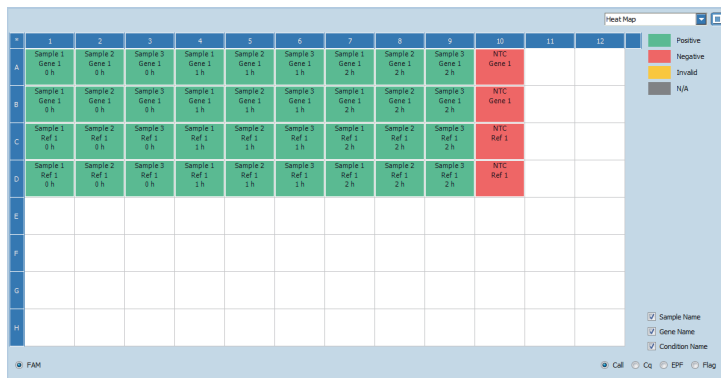 Heat Map
* 1 2 3 4 5 6 7 8 9 10 11 12
Positive
Negative
Invalid
N/A
A
Sample 1 Sample 2 Sample 3 Sample 1 Sample 2 Sample 3 Sample 1 Sample 2 Sample 3 NTC
Gene 1 Gene 1 Gene 1 Gene 1 Gene 1 Gene 1 Gene 1 Gene 1 Gene 1 Gene 1
0 h 0 h 0 h 1 h 1 h 1 h 2 h 2 h 2 h
B
Sample 1 Sample 2 Sample 3 Sample 1 Sample 2 Sample 3 Sample 1 Sample 2 Sample 3 NTC
Gene 1 Gene 1 Gene 1 Gene 1 Gene 1 Gene 1 Gene 1 Gene 1 Gene 1 Gene 1
0 h 0 h 0 h 1 h 1 h 1 h 2 h 2 h 2 h
C
Sample 1 Sample 2 Sample 3 Sample 1 Sample 2 Sample 3 Sample 1 Sample 2 Sample 3 NTC
Ref 1 Ref 1 Ref 1 Ref 1 Ref 1 Ref 1 Ref 1 Ref 1 Ref 1 Ref 1
0 h 0 h 0 h 1 h 1 h 1 h 2 h 2 h 2 h
D
Sample 1 Sample 2 Sample 3 Sample 1 Sample 2 Sample 3 Sample 1 Sample 2 Sample 3 NTC
Ref 1 Ref 1 Ref 1 Ref 1 Ref 1 Ref 1 Ref 1 Ref 1 Ref 1 Ref 1
0 h 0 h 0 h 1 h 1 h 1 h 2 h 2 h 2 h
E
F
G
H
Sample Name
Gene Name
Condition Name
FAM
Call Cq EPF Flag